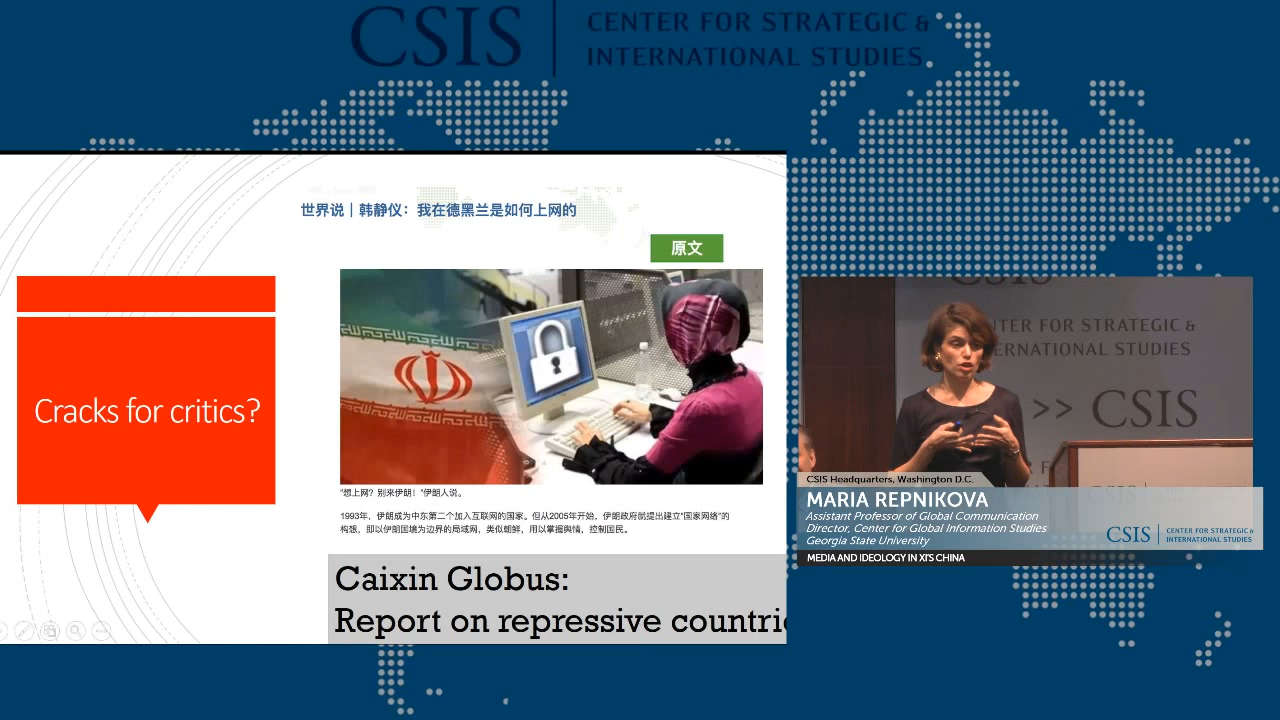 CSIS
CENTER FOR STRATEGIC &
INTERNATIONAL STUDIES
世界说｜韩静仪：我在德黑兰是如何上网的
原文
Cracks for critics?
“想上网？别来伊朗！”伊朗人说。
1993年，伊朗成为中东第二个加入互联网的国家。但从2005年开始，伊朗政府就提出建立“国家网络”的
构想，即以伊朗国境为边界的局域网，类似朝鲜，用以掌握舆情，控制国民。
Caixin Globus:
Report on repressive countri
CSIS
NTER FOR STRATEGIC &
ERNATIONAL STUDIES
>> CSIS
CSIS Headquarters, Washington D.C.
MARIA REPNIKOVA
Assistant Professor of Global Communication
Director, Center for Global Information Studies
Georgia State University
CSIS
CENTER FOR STRATEGIC &
INTERNATIONAL STUDIES
MEDIA AND IDEOLOGY IN XI'S CHINA